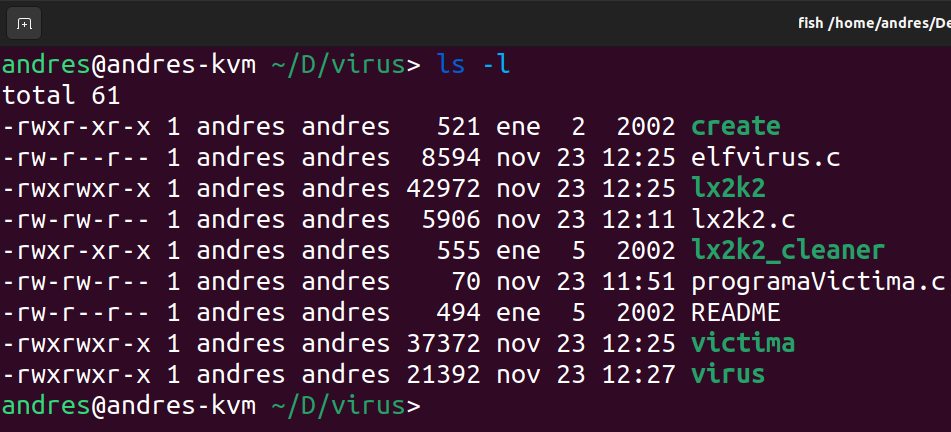 fish /home/andres/De
andres@andres-kvm ~/D/virus> ls -l
total 61
-rwxr-xr-x 1 andres andres   521 ene  2  2002 create
-rw-r--r-- 1 andres andres  8594 nov 23 12:25 elfvirus.c
-rwxrwxr-x 1 andres andres 42972 nov 23 12:25 lx2k2
-rw-rw-r-- 1 andres andres  5906 nov 23 12:11 lx2k2.c
-rwxr-xr-x 1 andres andres   555 ene  5  2002 lx2k2_cleaner
-rw-rw-r-- 1 andres andres    70 nov 23 11:51 programaVictima.c
-rw-r--r-- 1 andres andres   494 ene  5  2002 README
-rwxrwxr-x 1 andres andres 37372 nov 23 12:25 victima
-rwxrwxr-x 1 andres andres 21392 nov 23 12:27 virus
andres@andres-kvm ~/D/virus>